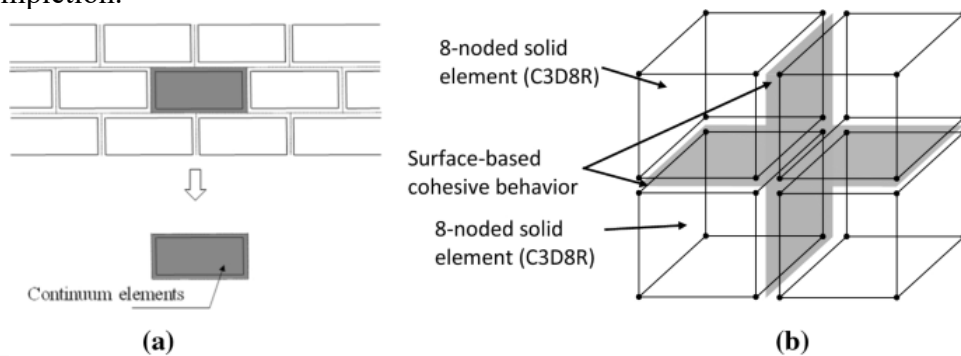 8-noded solid
element (C3D8R)
Surface-based
cohesive behavior
8-noded solid
element (C3D8R)
Continuum elements
(a)
(b)